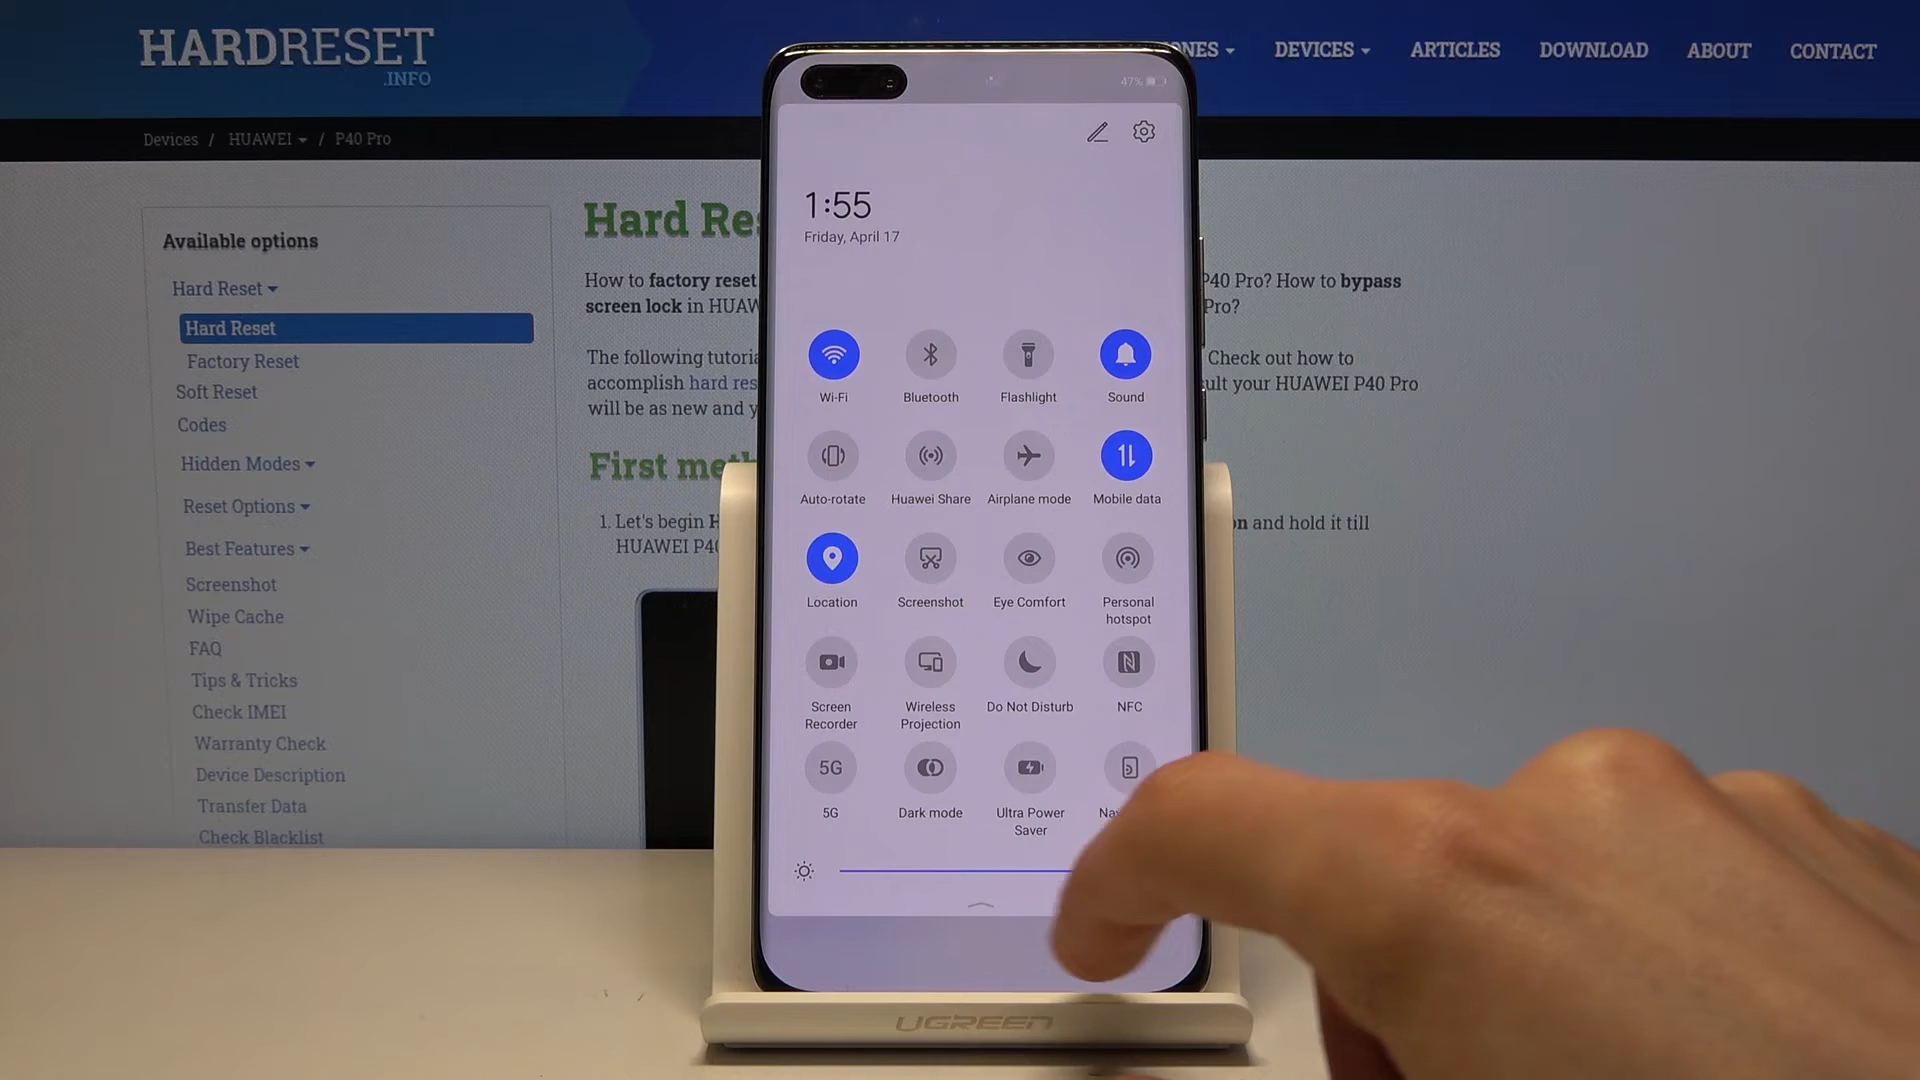 HARDRESET
.INFO
DEVICES
ARTICLES
DOWNLOAD
ABOUT
CONTACT
Devices / HUAWEI / P40 Pro
Available options
Hard Reset
Hard Reset
Factory Reset
Soft Reset
Codes
Hidden Modes
Reset Options
Best Features
Screenshot
Wipe Cache
FAQ
Tips & Tricks
Check IMEI
Warranty Check
Device Description
Transfer Data
Check Blacklist
Hard
How to factory reset P40 Pro? How to bypass
screen lock in Pro?
The following Check out how to
accomplish hard your HUAWEI P40 Pro
will be as new and
First
1. Let's begin and hold it till
HUAWEI
47%
1:55
Friday, April 17
Wi-Fi
Bluetooth
Flashlight
Sound
Auto-rotate
Huawei Share
Airplane mode
Mobile data
Location
Screenshot
Eye Comfort
Personal
hotspot
Screen
Recorder
Wireless
Projection
Do Not Disturb
NFC
5G
5G
Dark mode
Ultra Power
Saver
UGREEN